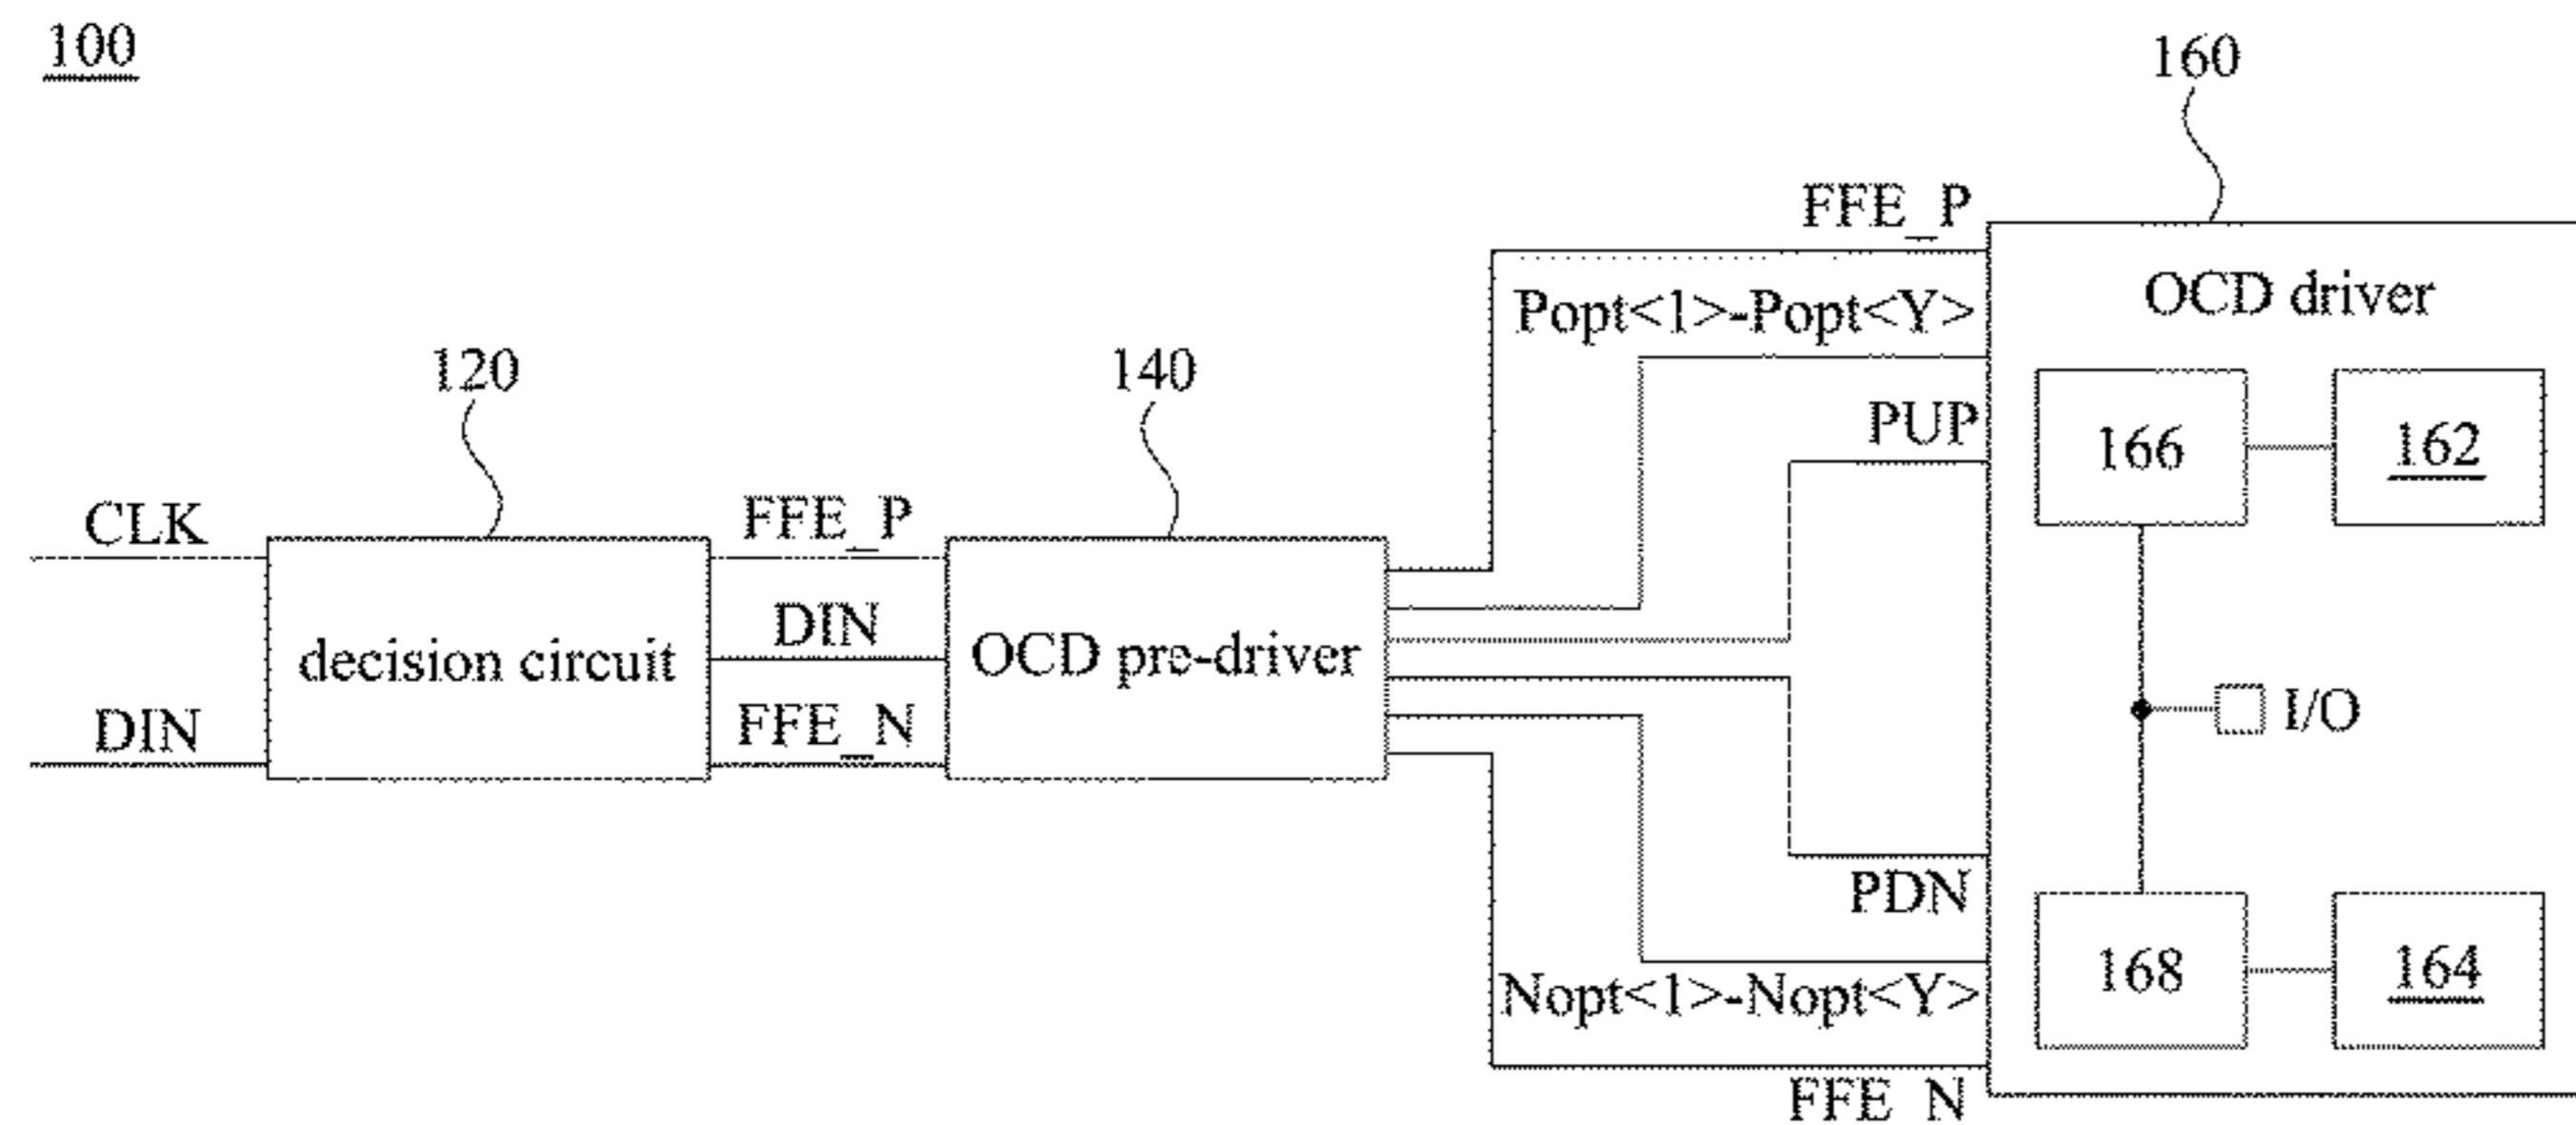 100
160
FFE_P
OCD driver
Popt<1>-Popt<Y>
120
140
PUP
166
162
CLK
FFE_P
DIN
decision circuit
OCD pre-driver
DIN
FFE_N
I/O
PDN
168
164
Nopt<1>-Nopt<Y>
FFE_N